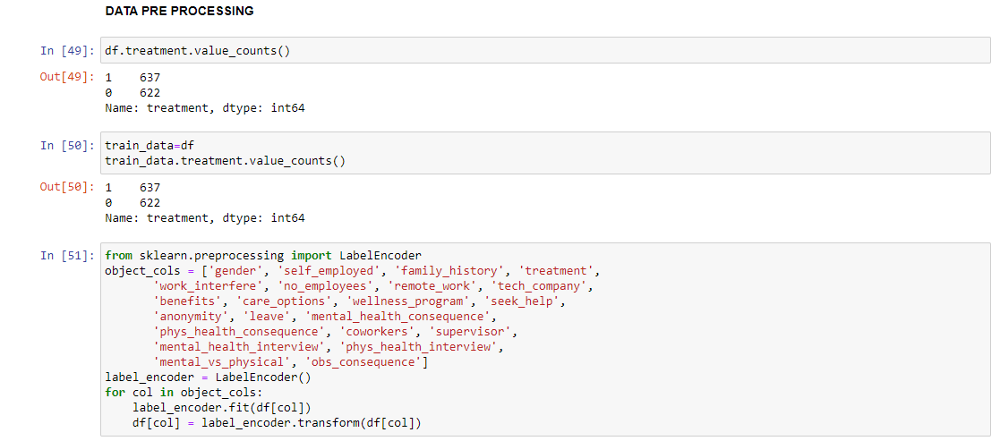 DATA PRE PROCESSING
In [49]: df.treatment.value_counts()
Out[49]: 1    637
0    622
Name: treatment, dtype: int64
In [50]: train_data=df
train_data.treatment.value_counts()
Out[50]: 1    637
0    622
Name: treatment, dtype: int64
In [51]: from sklearn.preprocessing import LabelEncoder
object_cols = ['gender', 'self_employed', 'family_history', 'treatment',
       'work_interfere', 'no_employees', 'remote_work', 'tech_company',
       'benefits', 'care_options', 'wellness_program', 'seek_help',
       'anonymity', 'leave', 'mental_health_consequence',
       'phys_health_consequence', 'coworkers', 'supervisor',
       'mental_health_interview', 'phys_health_interview',
       'mental_vs_physical', 'obs_consequence']
label_encoder = LabelEncoder()
for col in object_cols:
    label_encoder.fit(df[col])
    df[col] = label_encoder.transform(df[col])